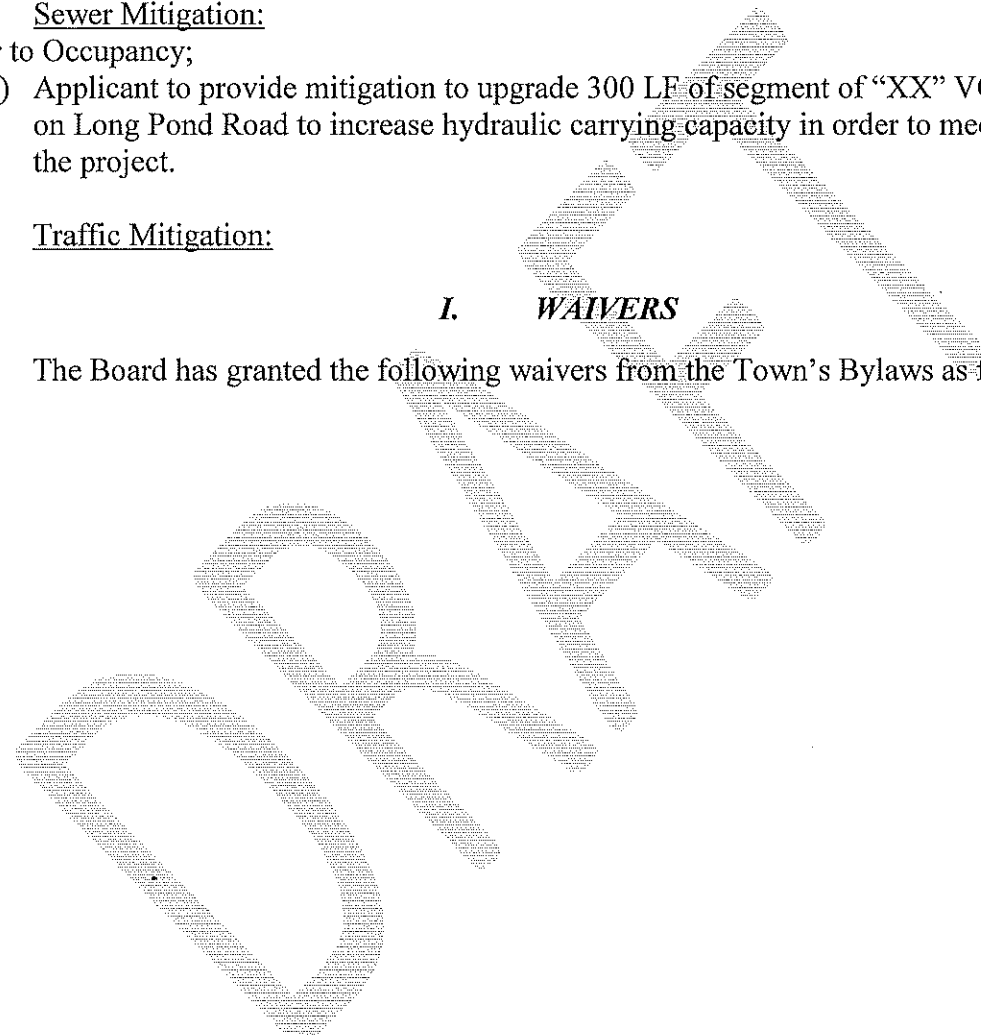 Sewer Mitigation:
to Occupancy;
) Applicant to provide mitigation to upgrade 300 LF of segment of “XX”
on Long Pond Road to increase hydraulic carrying capacity in order to
the project.
Traffic Mitigation:
I. WAIVERS
The Board has granted the following waivers from the Town’s Bylaws as
DRAFT